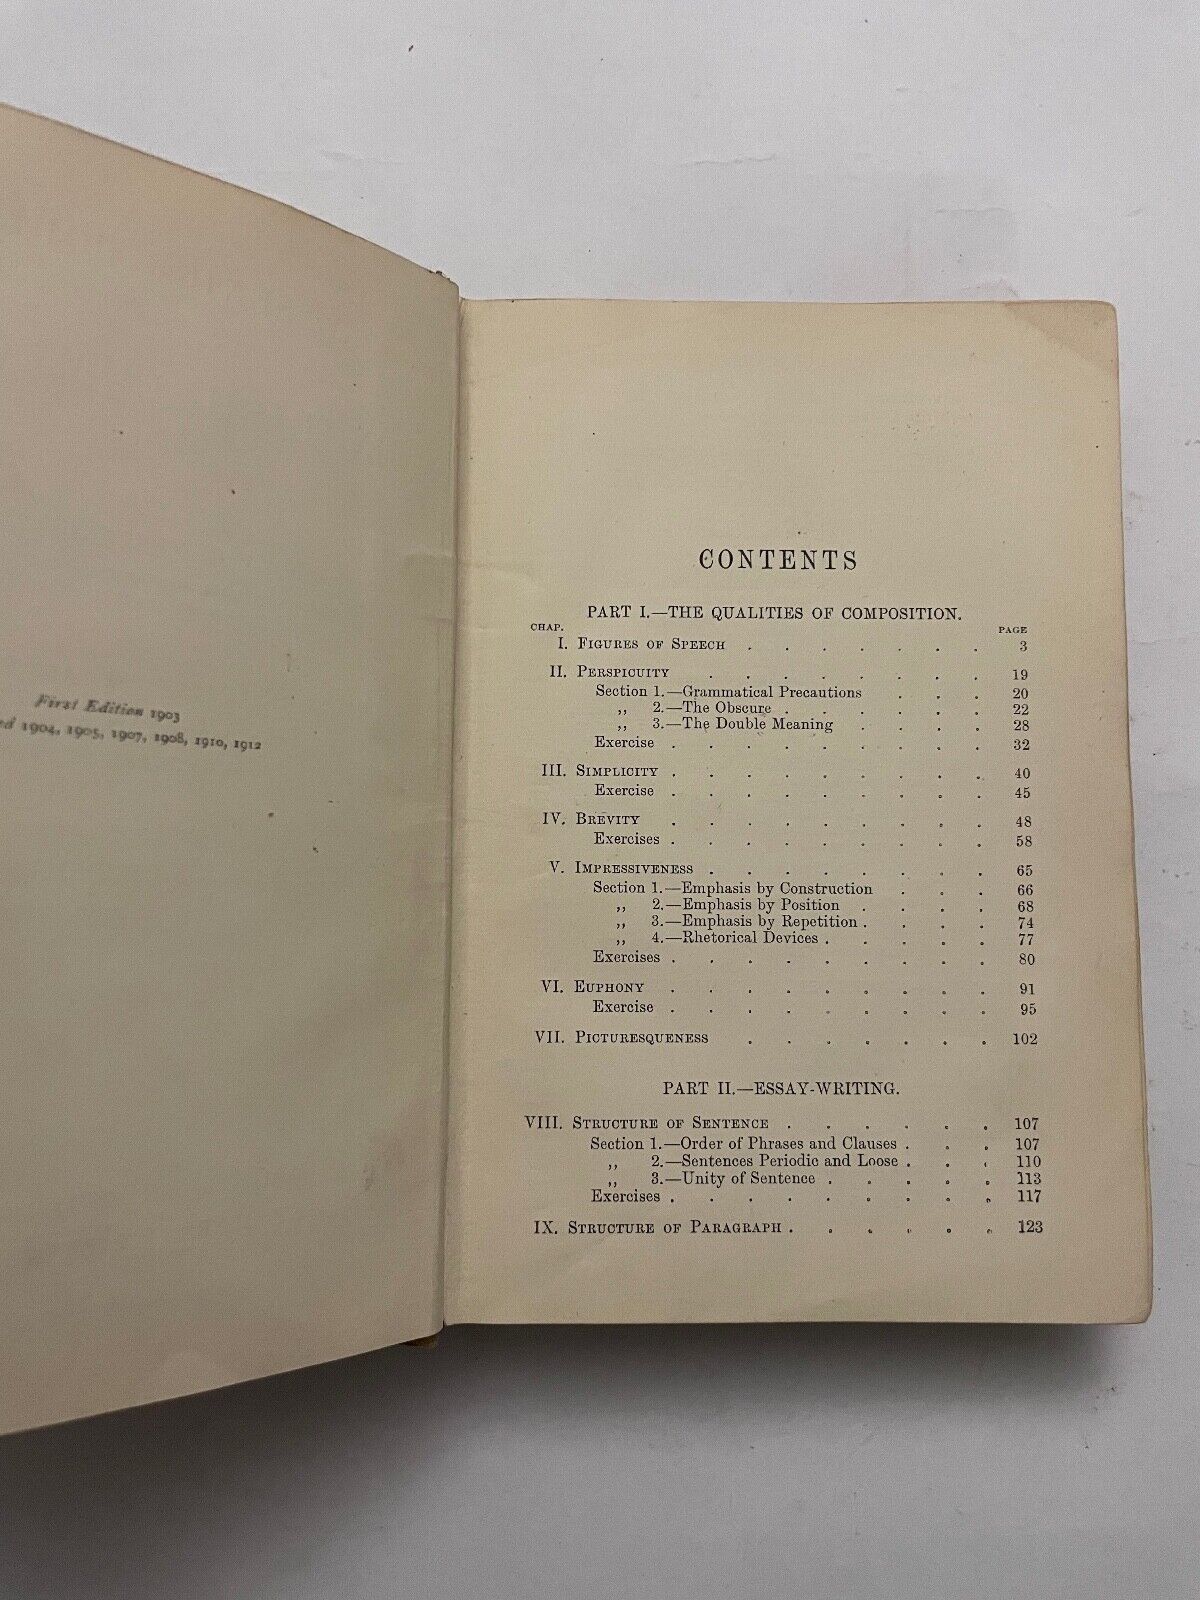 First Edition 1903
1904, 1905, 1907, 1908, 1910, 1912
CONTENTS
PART I.—THE QUALITIES OF COMPOSITION.
CHAP. PAGE
I. FIGURES OF SPEECH . . . . . . . 3
II. PERSPICUITY . . . . . . . . 19
Section 1.—Grammatical Precautions . . . 20
„ 2.—The Obscure . . . . . . 22
„ 3.—The Double Meaning . . . . 28
Exercise . . . . . . . . . 32
III. SIMPLICITY . . . . . . . . . 40
Exercise . . . . . . . . . 45
IV. BREVITY . . . . . . . . . 48
Exercises . . . . . . . . . 58
V. IMPRESSIVENESS . . . . . . . . 65
Section 1.—Emphasis by Construction . . . 66
„ 2.—Emphasis by Position . . . . 68
„ 3.—Emphasis by Repetition . . . . 74
„ 4.—Rhetorical Devices . . . . . 77
Exercises . . . . . . . . . 80
VI. EUPHONY . . . . . . . . . 91
Exercise . . . . . . . . . 95
VII. PICTURESQUENESS . . . . . . . 102
PART II.—ESSAY-WRITING.
VIII. STRUCTURE OF SENTENCE . . . . . . 107
Section 1.—Order of Phrases and Clauses . . . 107
„ 2.—Sentences Periodic and Loose . . . 110
„ 3.—Unity of Sentence . . . . . 113
Exercises . . . . . . . . . 117
IX. STRUCTURE OF PARAGRAPH . . . . . . 123